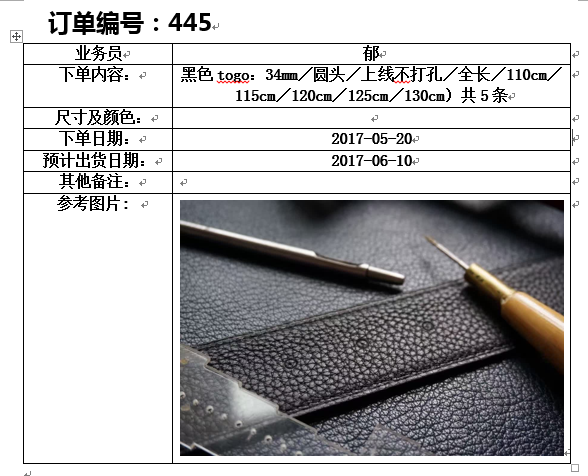 订单编号：445
业务员
郁
下单内容：
黑色 togo：34mm／圆头／上线不打孔／全长／110cm／
115cm／120cm／125cm／130cm）共 5 条
尺寸及颜色：
下单日期：
2017-05-20
预计出货日期：
2017-06-10
其他备注：
参考图片：